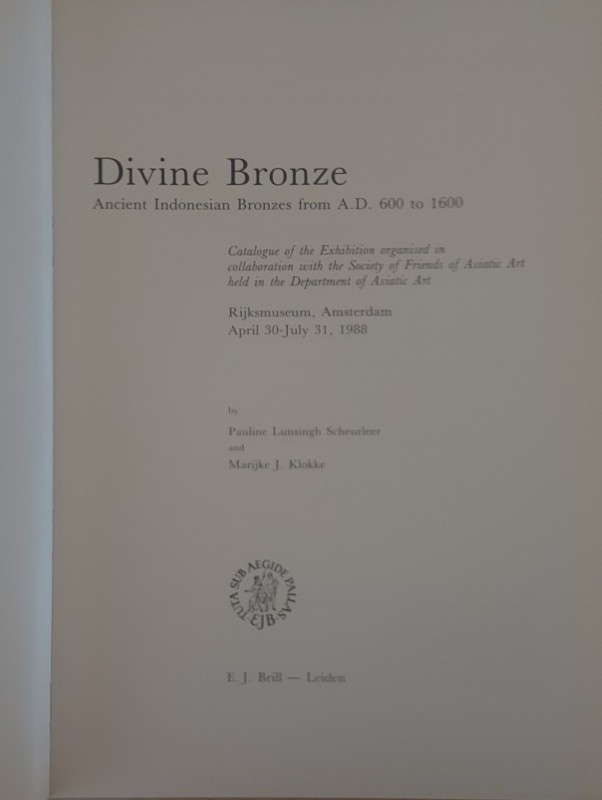 Divine Bronze
Ancient Indonesian Bronzes from A.D. 600 to 1600
Catalogue of the Exhibition organised in
collaboration with the Society of Friends of Asiatic Art
held in the Department of Asiatic Art
Rijksmuseum, Amsterdam
April 30-July 31, 1988
by
Pauline Lunsingh Scheurleer
and
Marijke J. Klokke
TUTA SUB AEGIDE PALLAS
EJB
E. J. Brill — Leiden